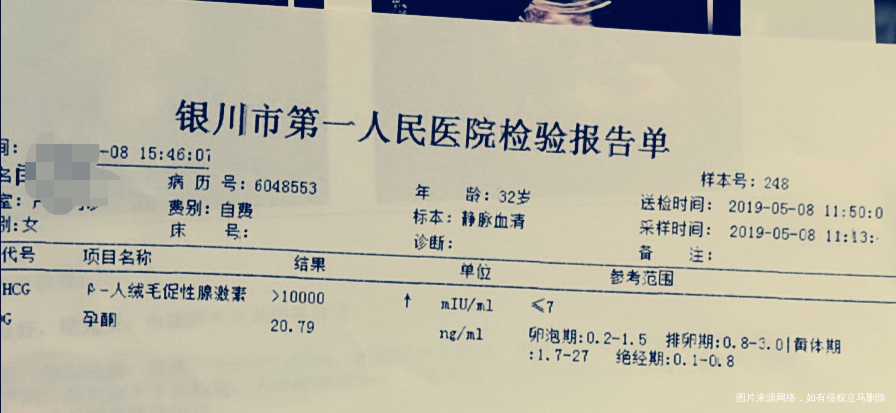 银川市第一人民医院检验报告单
间: -08 15:46:07 样本号: 248
名 病 历 号: 6048553 年 龄: 32岁 送检时间: 2019-05-08 11:50:0
室: 费别: 自费 标本: 静脉血清 采样时间: 2019-05-08 11:13:
别: 女 床 号: 诊断: 备 注:
代号 项目名称 结果 单位 参考范围
HCG β-人绒毛促性腺激素 >10000 ↑ mIU/ml ≤7
G 孕酮 20.79 ng/ml 卵泡期:0.2-1.5 排卵期:0.8-3.0|黄体期
:1.7-27 绝经期:0.1-0.8
图片来源网络，如有侵权立马删除